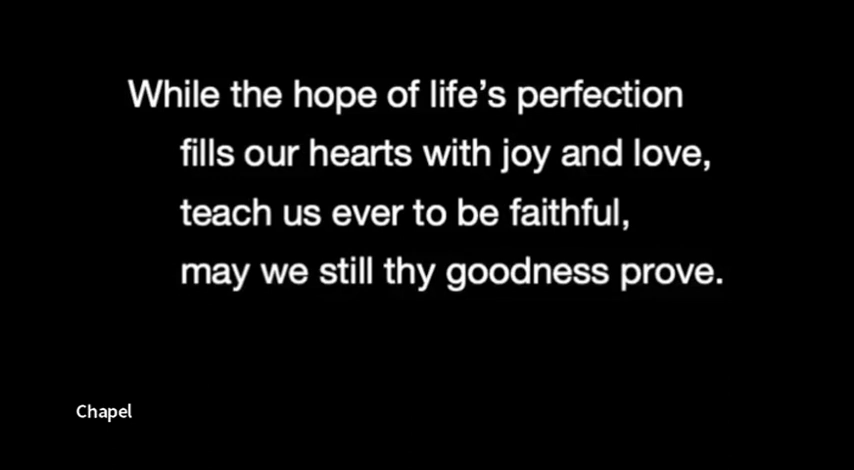 While the hope of life's perfection
fills our hearts with joy and love,
teach us ever to be faithful,
may we still thy goodness prove.
Chapel